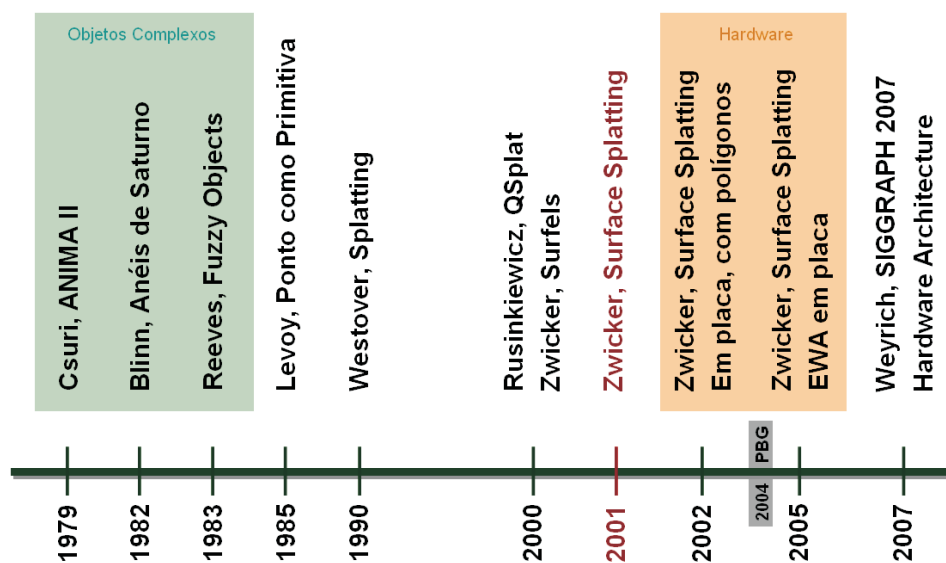 Objetos Complexos
Hardware
Csuri, ANIMA II
Blinn, Anéis de Saturno
Reeves, Fuzzy Objects
Levoy, Ponto como Primitiva
Westover, Splatting
Rusinkiewicz, QSplat
Zwicker, Surfels
Zwicker, Surface Splatting
Zwicker, Surface Splatting
Em placa, com polígonos
Zwicker, Surface Splatting
EWA em placa
Weyrich, SIGGRAPH 2007
Hardware Architecture
1979
1982
1983
1985
1990
2000
2001
2002
2004 PBG
2005
2007